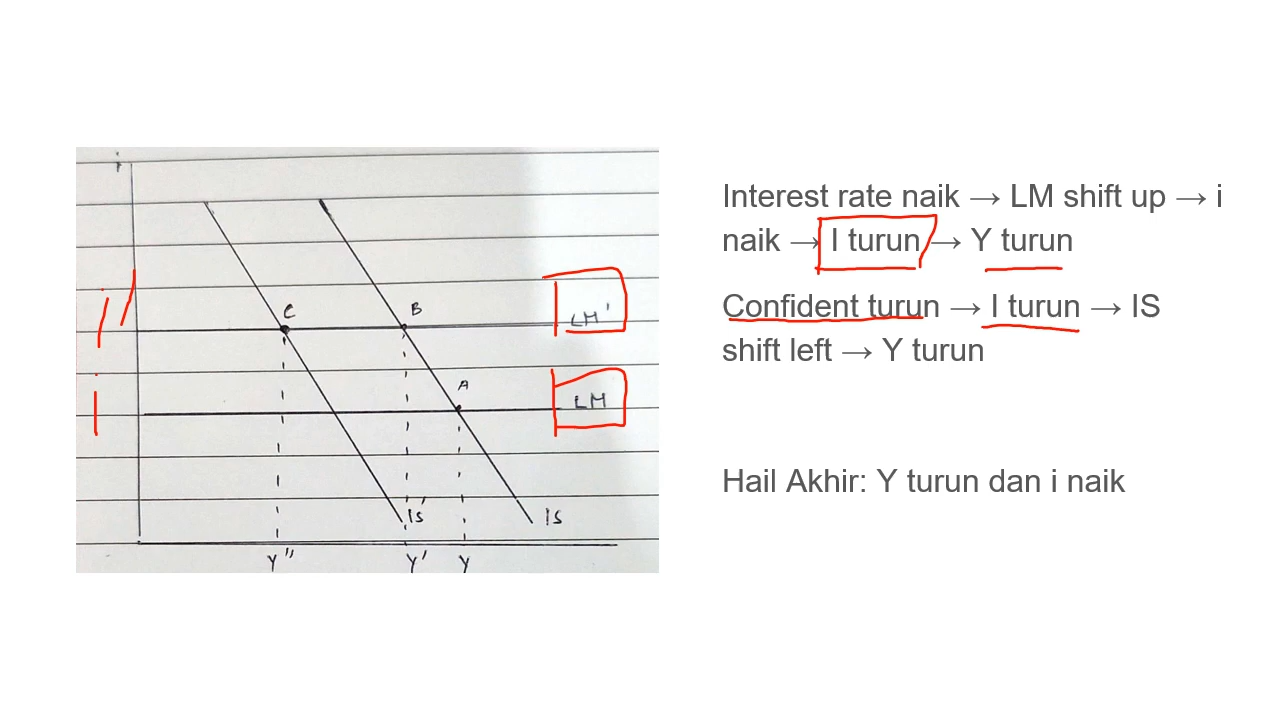 i
C
B
LM'
i'
A
LM
i
IS'
IS
Y''
Y'
Y
Interest rate naik → LM shift up → i
naik → I turun → Y turun
Confident turun → I turun → IS
shift left → Y turun
Hail Akhir: Y turun dan i naik